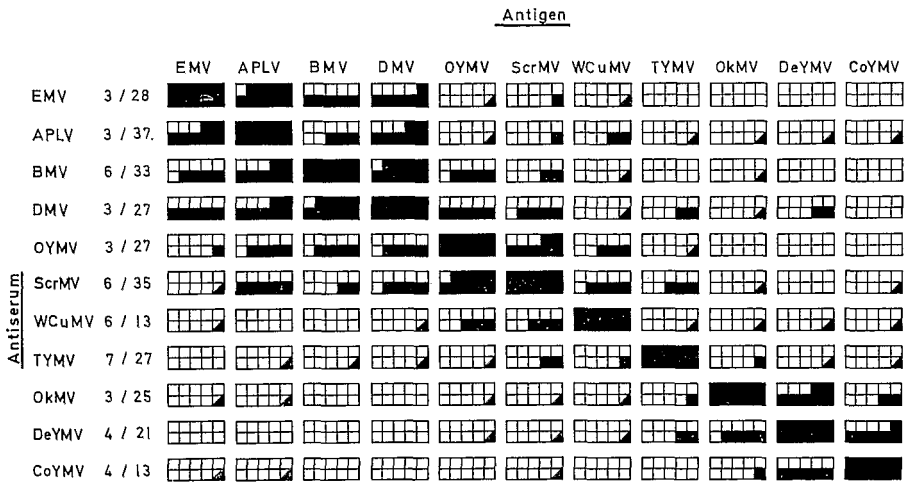 Antigen
EMV APLV BMV DMV OYMV ScrMV WCuMV TYMV OkMV DeYMV CoYMV
Antiserum
EMV 3 / 28
APLV 3 / 37.
BMV 6 / 33
DMV 3 / 27
OYMV 3 / 27
ScrMV 6 / 35
WCuMV 6 / 13
TYMV 7 / 27
OkMV 3 / 25
DeYMV 4 / 21
CoYMV 4 / 13